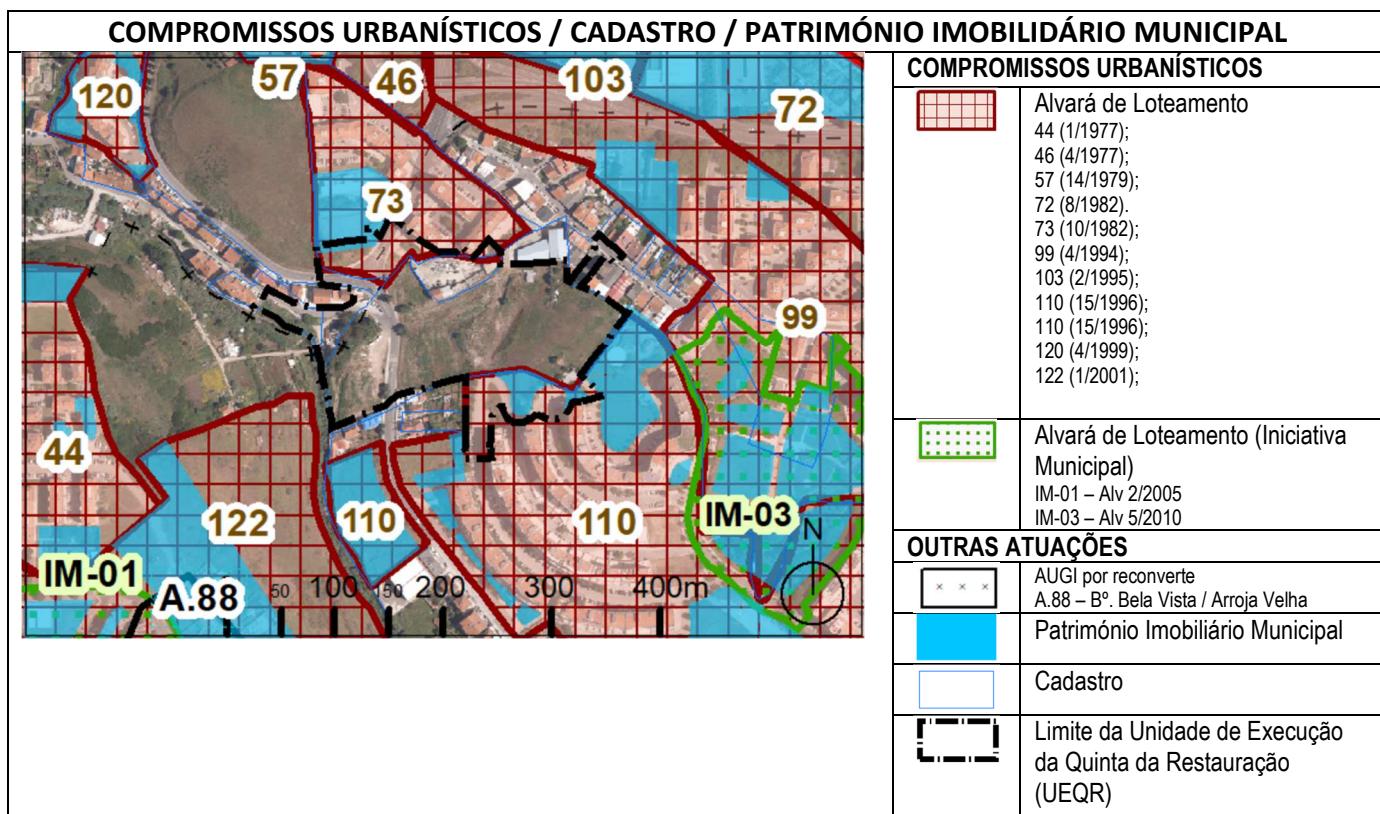 COMPROMISSOS URBANÍSTICOS / CADASTRO / PATRIMÓNIO IMOBILIDÁRIO MUNICIPAL
120
57
46
103
72
73
99
44
122
110
110
IM-03
IM-01
A.88
N
50
100
150
200
300
400m
COMPROMISSOS URBANÍSTICOS
Alvará de Loteamento
44 (1/1977);
46 (4/1977);
57 (14/1979);
72 (8/1982).
73 (10/1982);
99 (4/1994);
103 (2/1995);
110 (15/1996);
110 (15/1996);
120 (4/1999);
122 (1/2001);
Alvará de Loteamento (Iniciativa
Municipal)
IM-01 – Alv 2/2005
IM-03 – Alv 5/2010
OUTRAS ATUAÇÕES
AUGI por reconverte
A.88 – Bº. Bela Vista / Arroja Velha
Património Imobiliário Municipal
Cadastro
Limite da Unidade de Execução
da Quinta da Restauração
(UEQR)